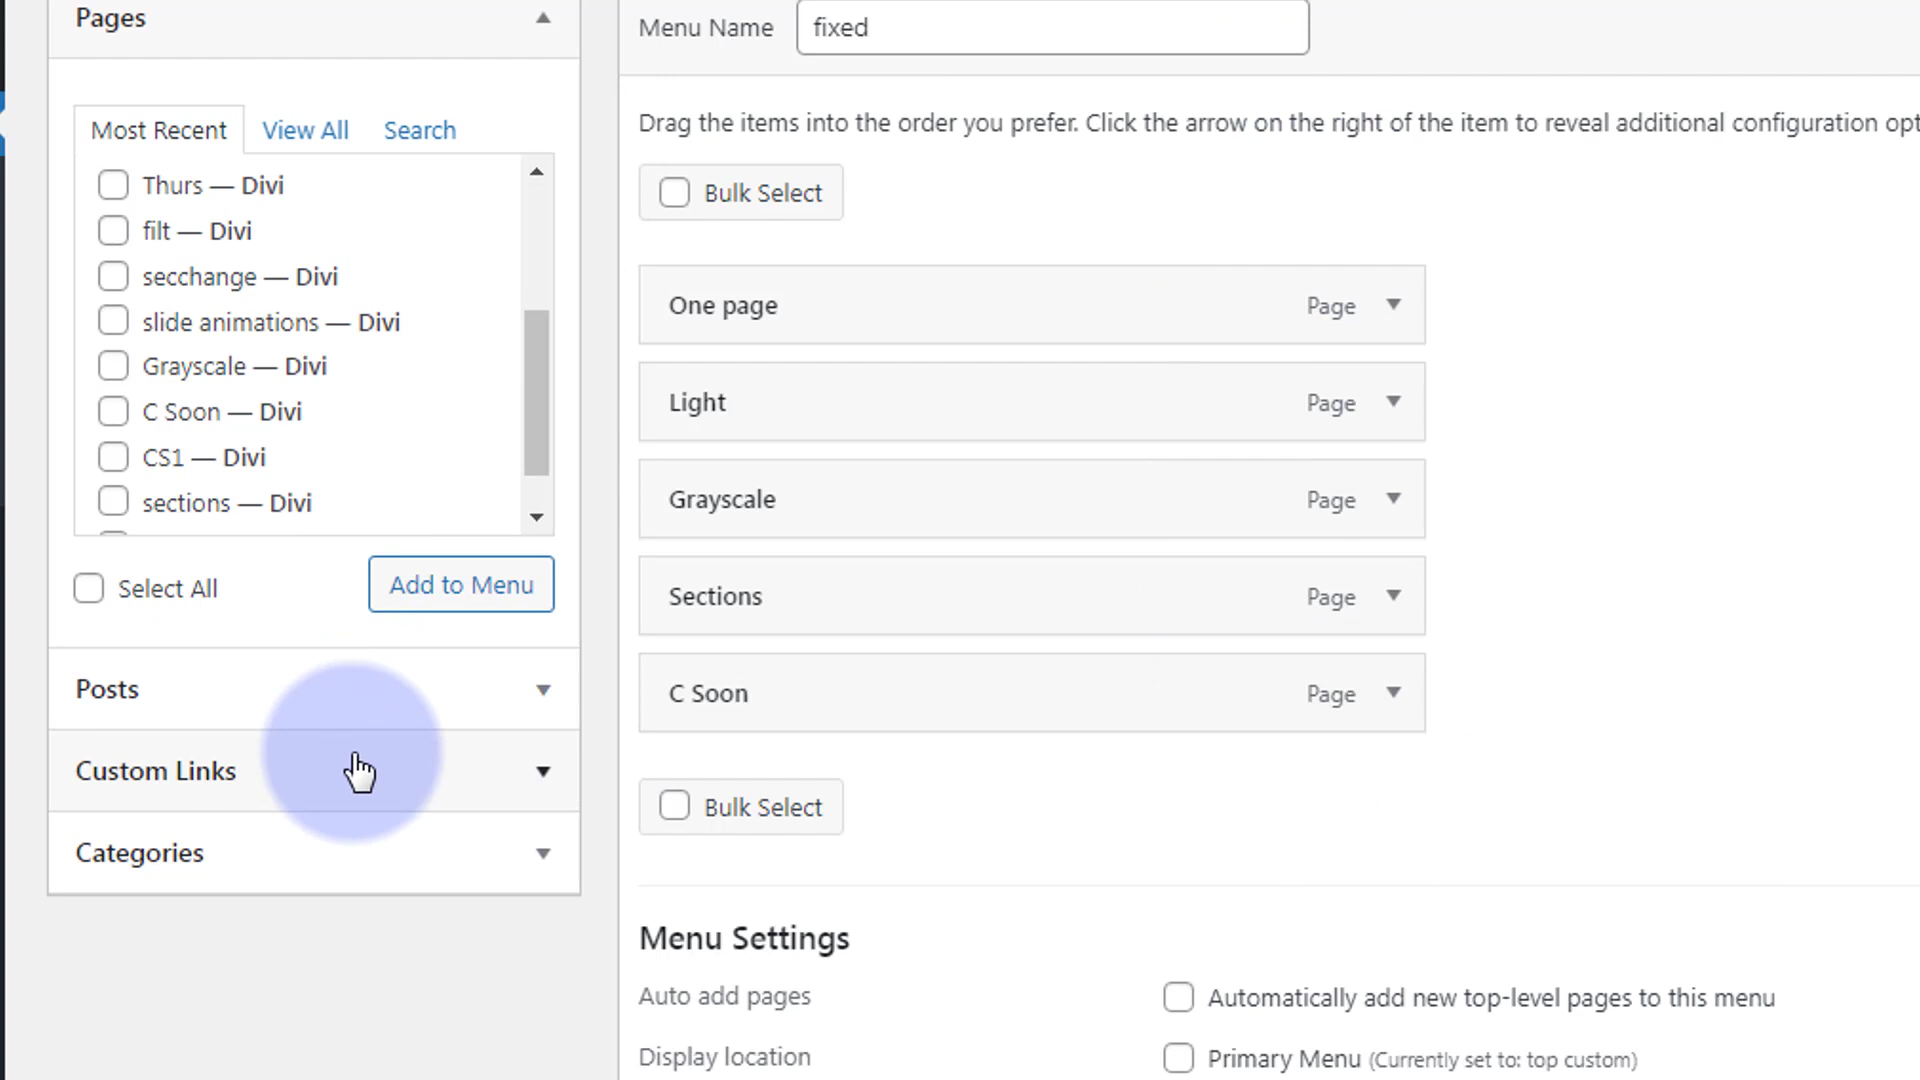 Pages
Most Recent
View All
Search
Thurs — Divi
filt — Divi
secchange — Divi
slide animations — Divi
Grayscale — Divi
C Soon — Divi
CS1 — Divi
sections — Divi
Select All
Add to Menu
Posts
Custom Links
Categories
Menu Name
fixed
Drag the items into the order you prefer. Click the arrow on the right of the item to reveal additional configuration opt
Bulk Select
One page Page
Light Page
Grayscale Page
Sections Page
C Soon Page
Bulk Select
Menu Settings
Auto add pages
Automatically add new top-level pages to this menu
Display location
Primary Menu (Currently set to: top custom)